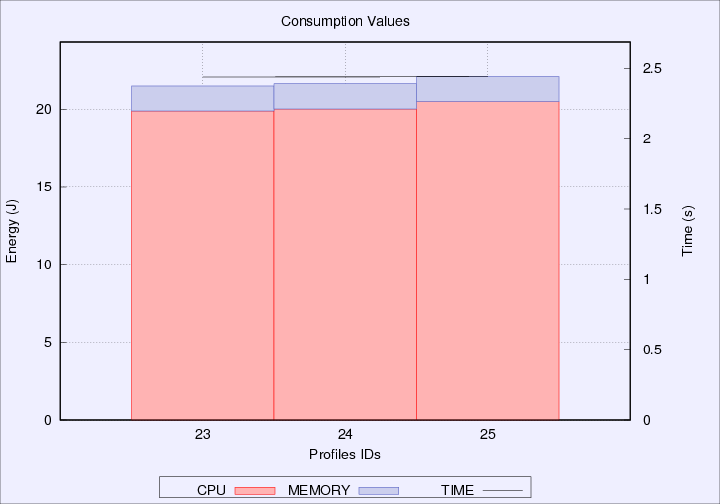 Consumption Values
Energy (J)
20
15
10
5
0
2.5
2
1.5
1
0.5
0
Time (s)
23 24 25
Profiles IDs
CPU MEMORY TIME